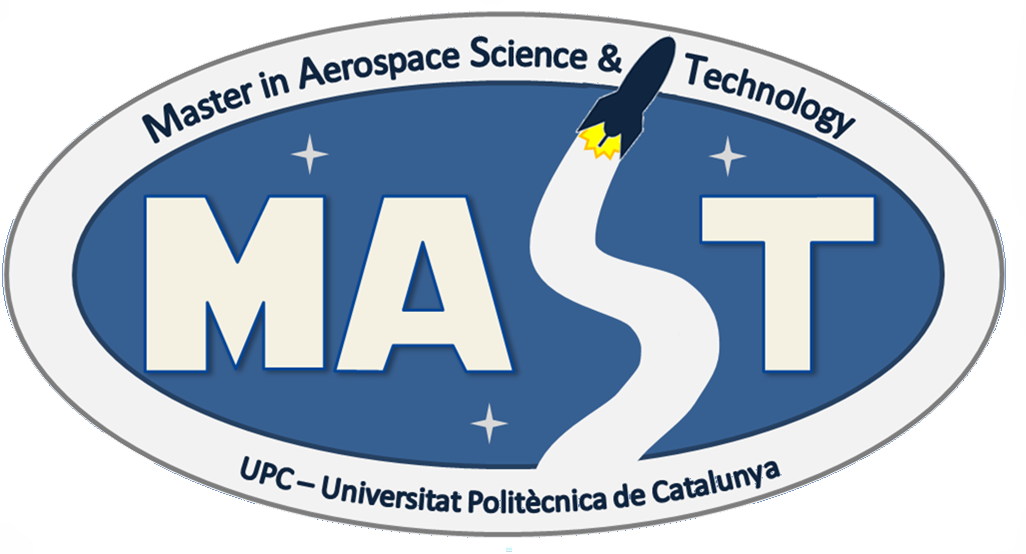 Master in Aerospace Science & Technology
MAST
UPC – Universitat Politècnica de Catalunya